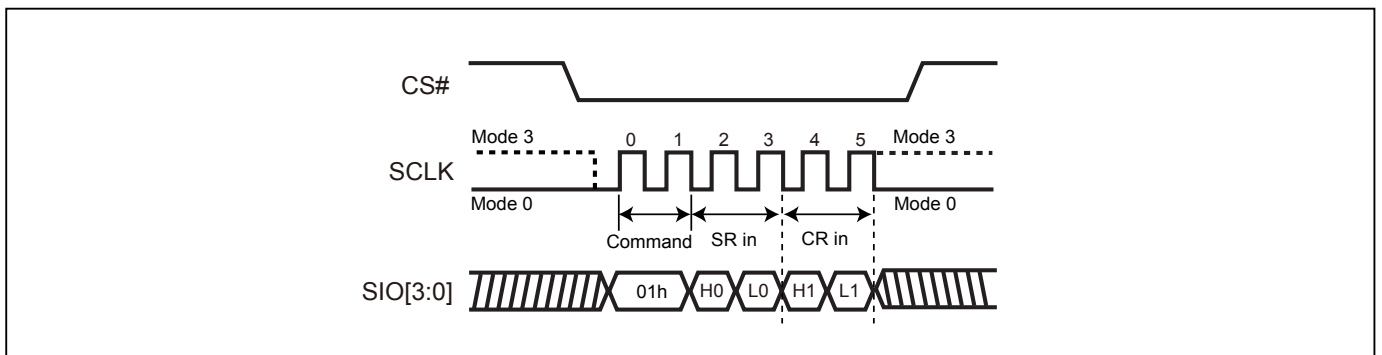 CS#
Mode 3 0 1 2 3 4 5 Mode 3
SCLK
Mode 0 Mode 0
Command SR in CR in
SIO[3:0] 01h H0 L0 H1 L1